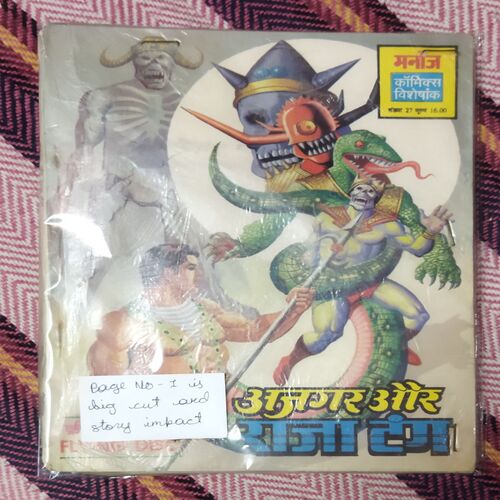 मनोज
कॉमिक्स
विशेषांक
संख्या 27 मूल्य 16.00
Page No - 1 is
big cut and
story impact
अजगर और
राजा टंग